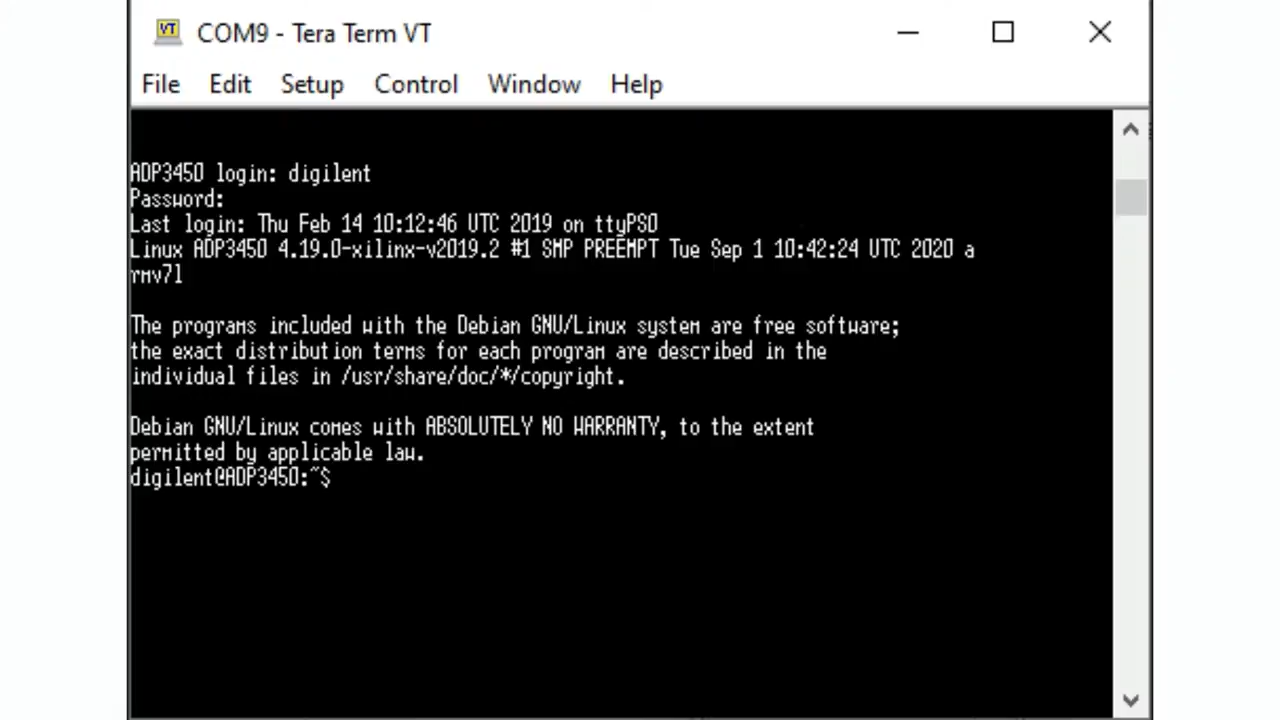 COM9 - Tera Term VT
File Edit Setup Control Window Help
ADP3450 login: digilent
Password:
Last login: Thu Feb 14 10:12:46 UTC 2019 on ttyPS0
Linux ADP3450 4.19.0-xilinx-v2019.2 #1 SMP PREEMPT Tue Sep 1 10:42:24 UTC 2020 a
rmv7l
The programs included with the Debian GNU/Linux system are free software;
the exact distribution terms for each program are described in the
individual files in /usr/share/doc/*/copyright.
Debian GNU/Linux comes with ABSOLUTELY NO WARRANTY, to the extent
permitted by applicable law.
digilent@ADP3450:~$